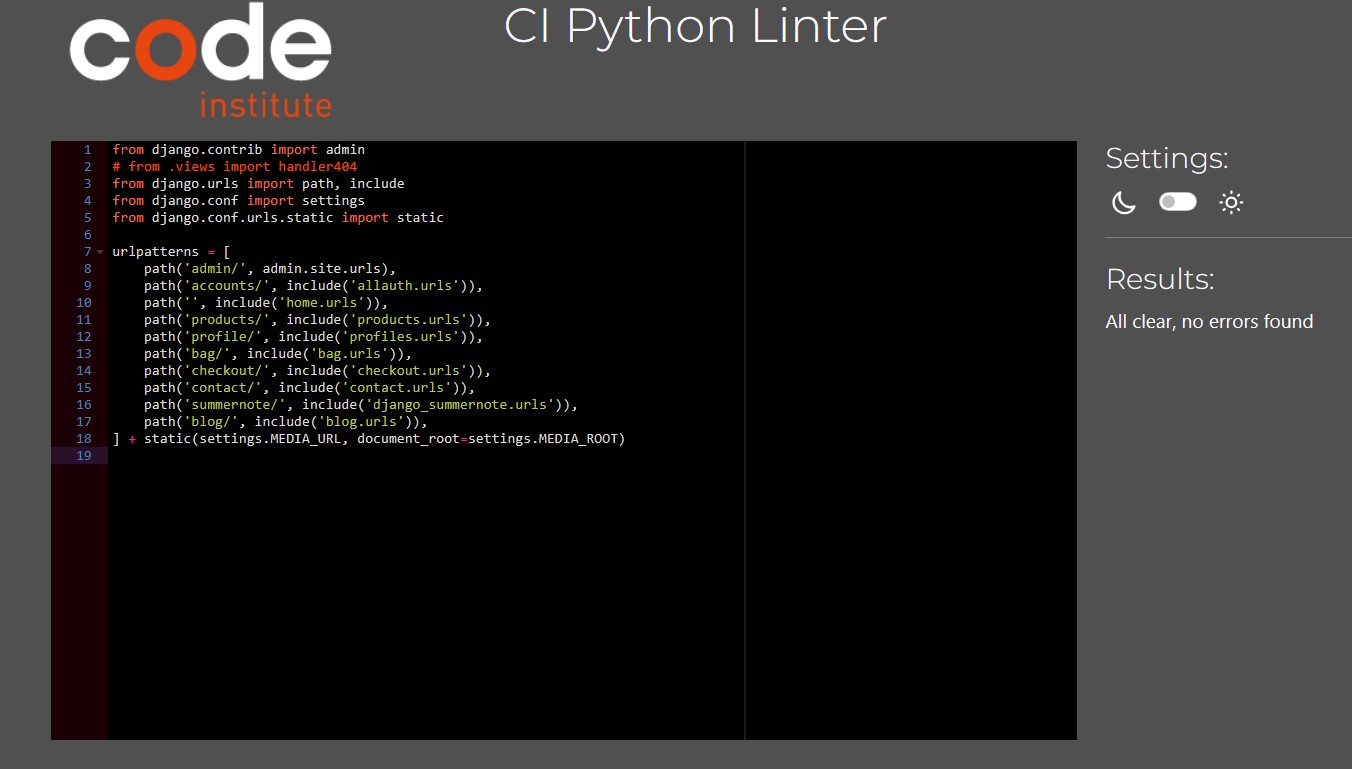 code
institute
CI Python Linter
1 from django.contrib import admin
2 # from .views import handler404
3 from django.urls import path, include
4 from django.conf import settings
5 from django.conf.urls.static import static
6
7 urlpatterns = [
8     path('admin/', admin.site.urls),
9     path('accounts/', include('allauth.urls')),
10     path('', include('home.urls')),
11     path('products/', include('products.urls')),
12     path('profile/', include('profiles.urls')),
13     path('bag/', include('bag.urls')),
14     path('checkout/', include('checkout.urls')),
15     path('contact/', include('contact.urls')),
16     path('summernote/', include('django_summernote.urls')),
17     path('blog/', include('blog.urls')),
18 ] + static(settings.MEDIA_URL, document_root=settings.MEDIA_ROOT)
19
Settings:
Results:
All clear, no errors found